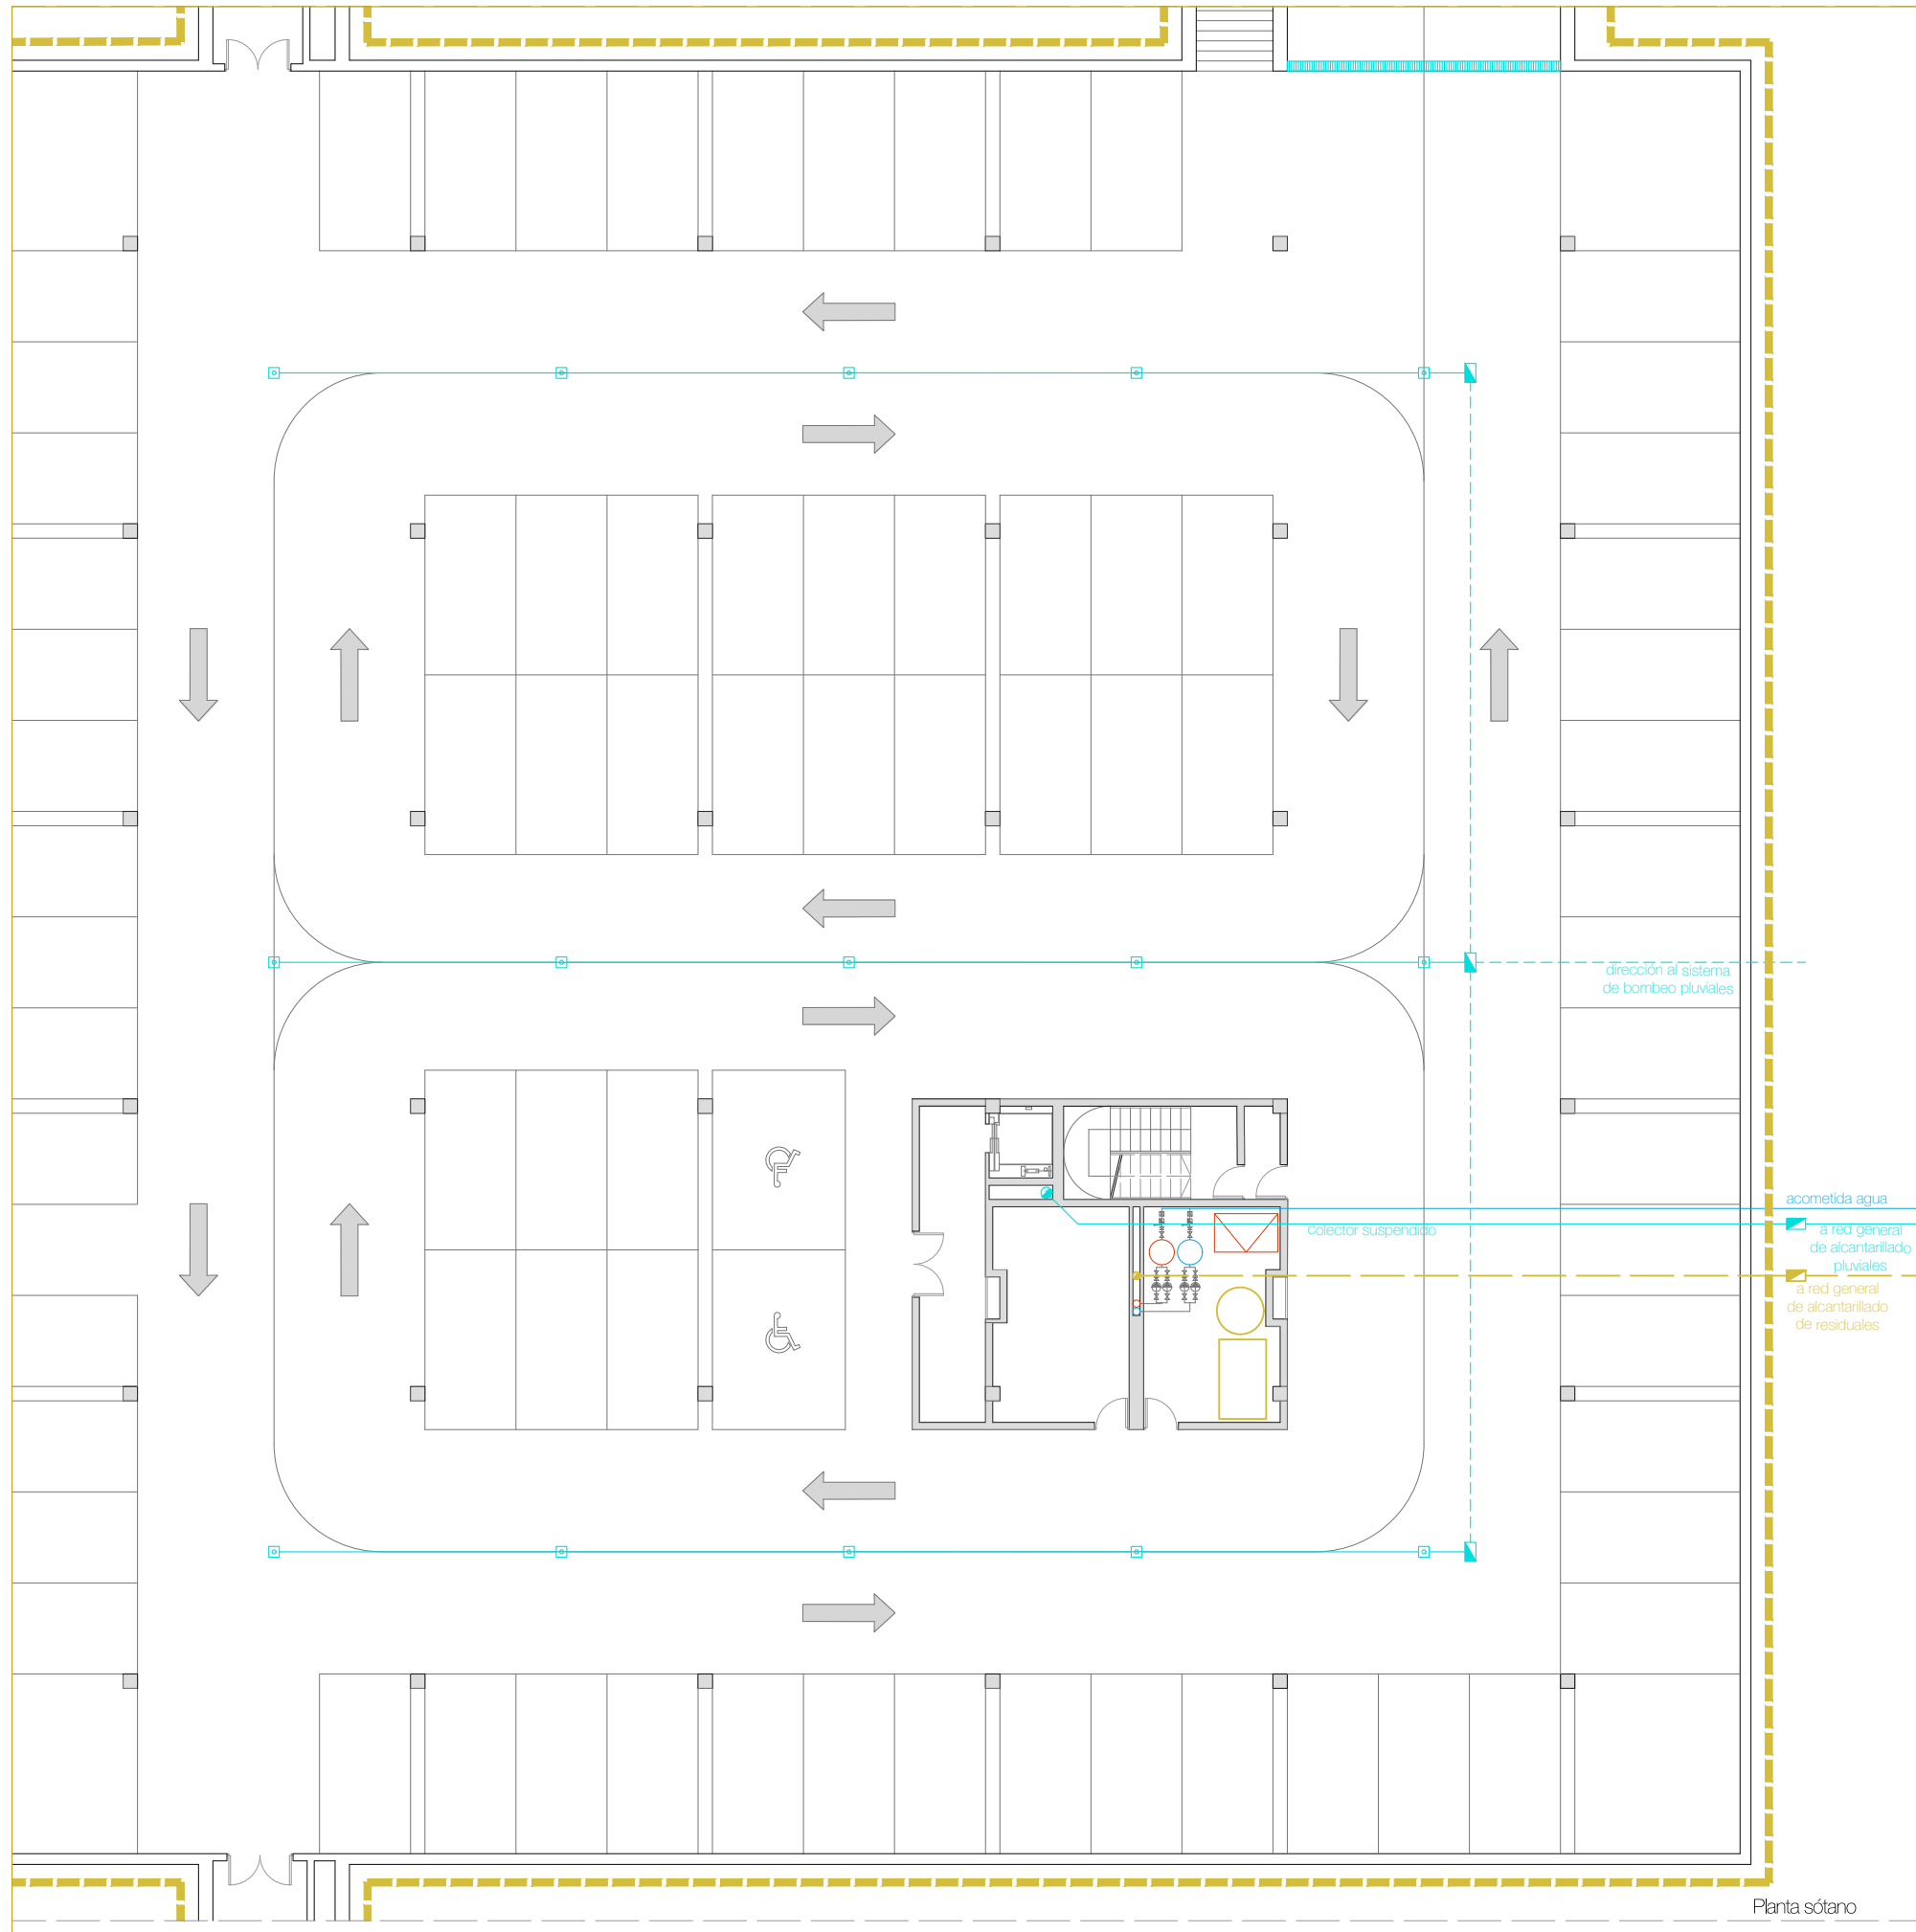 dirección al sistema
de bombeo pluviales
acometida agua
colector suspendido
a red general
de alcantarillado
pluviales
a red general
de alcantarillado
de residuales
Planta sótano